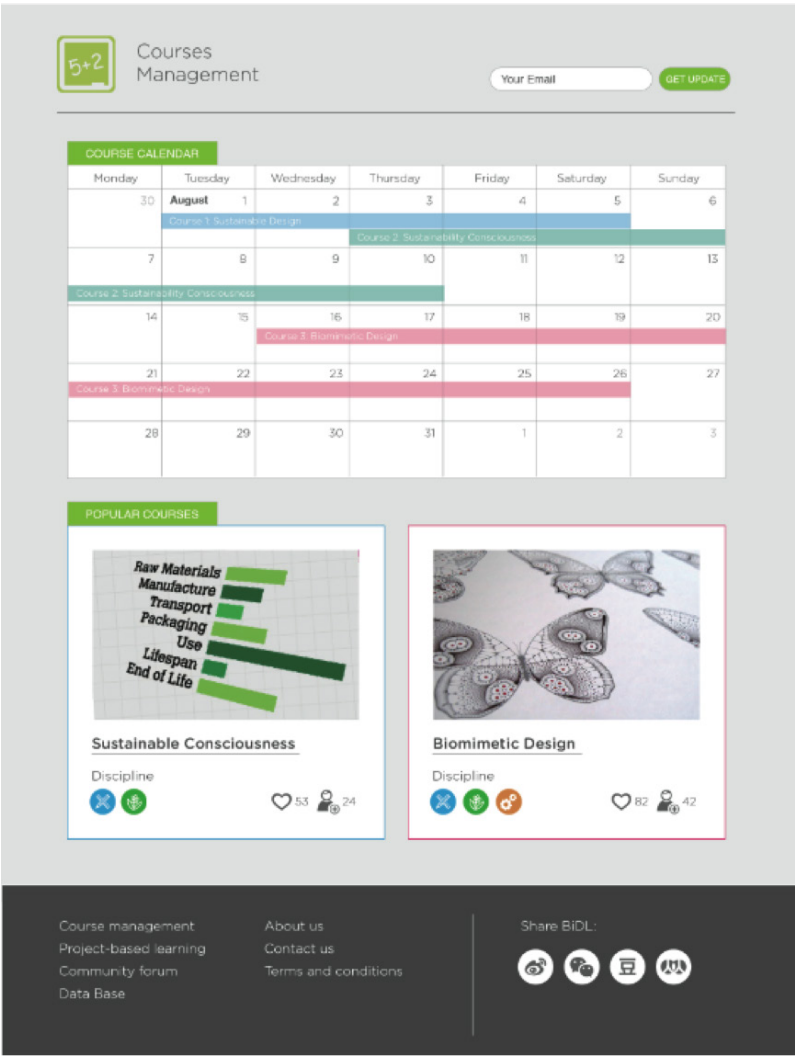 5+2
Courses
Management
Your Email
GET UPDATE
COURSE CALENDAR
Monday Tuesday Wednesday Thursday Friday Saturday Sunday
30 August 1 2 3 4 5 6
Course 1: Sustainable Design
Course 2: Sustainability Consciousness
7 8 9 10 11 12 13
Course 2: Sustainability Consciousness
14 15 16 17 18 19 20
Course 3: Biomimetic Design
21 22 23 24 25 26 27
Course 3: Biommetic Design
28 29 30 31 1 2 3
POPULAR COURSES
Raw Materials
Manufacture
Transport
Packaging
Use
Lifespan
End of Life
Sustainable Consciousness
Discipline
53 24
Biomimetic Design
Discipline
82 42
Course management
Project-based learning
Community forum
Data Base
About us
Contact us
Terms and conditions
Share BiDL:
豆